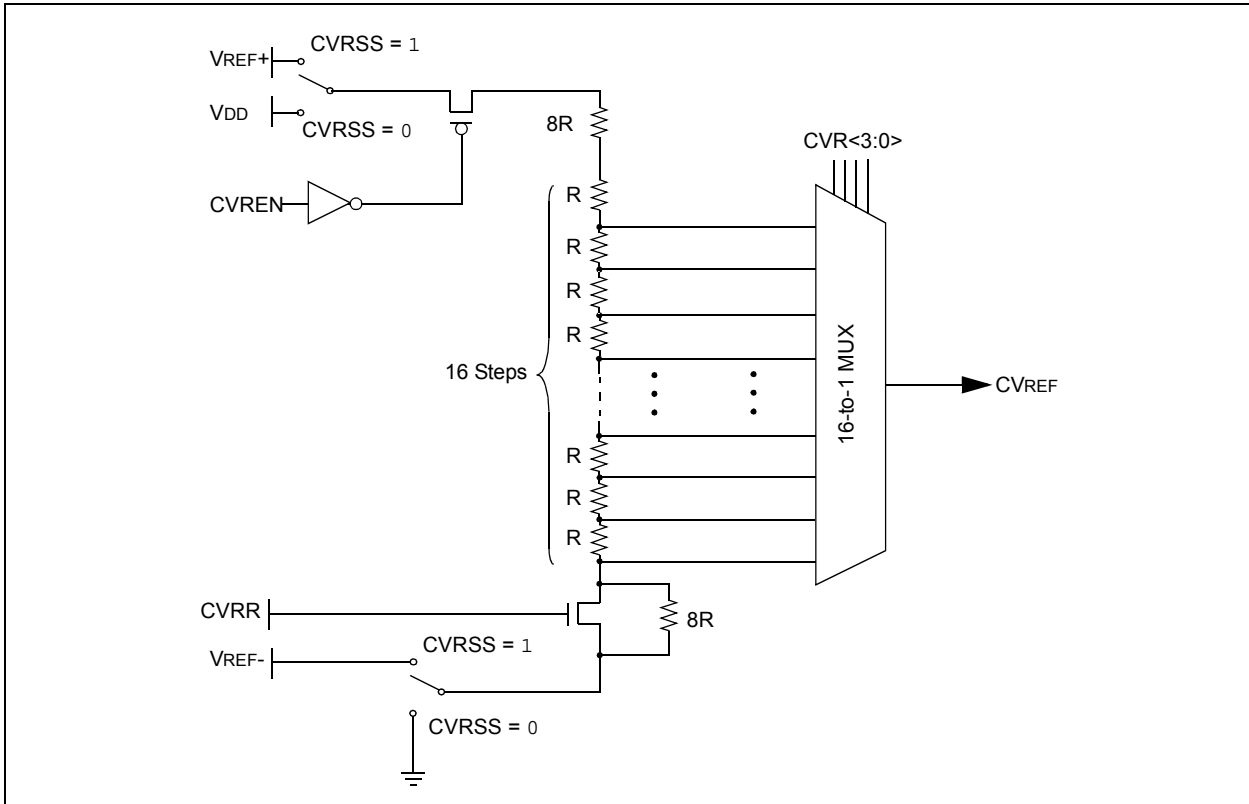 CVRSS = 1
VREF+
VDD
CVRSS = 0
8R
CVR<3:0>
CVREN
R
R
R
R
16 Steps
16-to-1 MUX
CVREF
R
R
R
CVRR
8R
CVRSS = 1
VREF-
CVRSS = 0